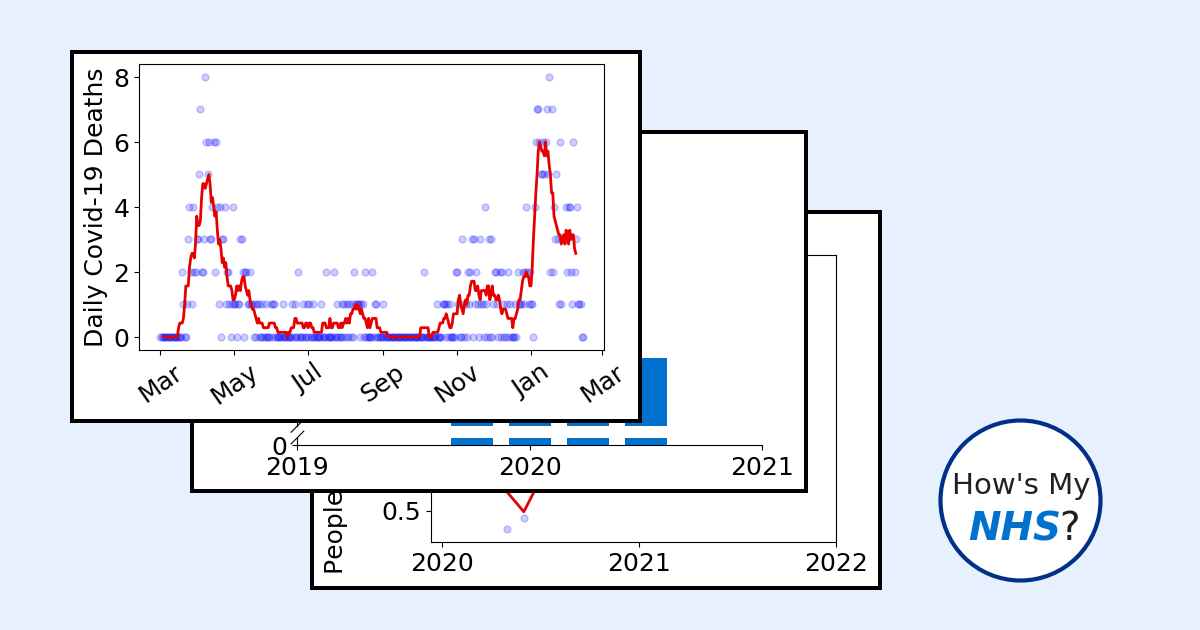 Daily Covid-19 Deaths
8
6
4
2
0
Mar May Jul Sep Nov Jan Mar
0
2019 2020 2021
People
0.5
2020 2021 2022
How's My
NHS?